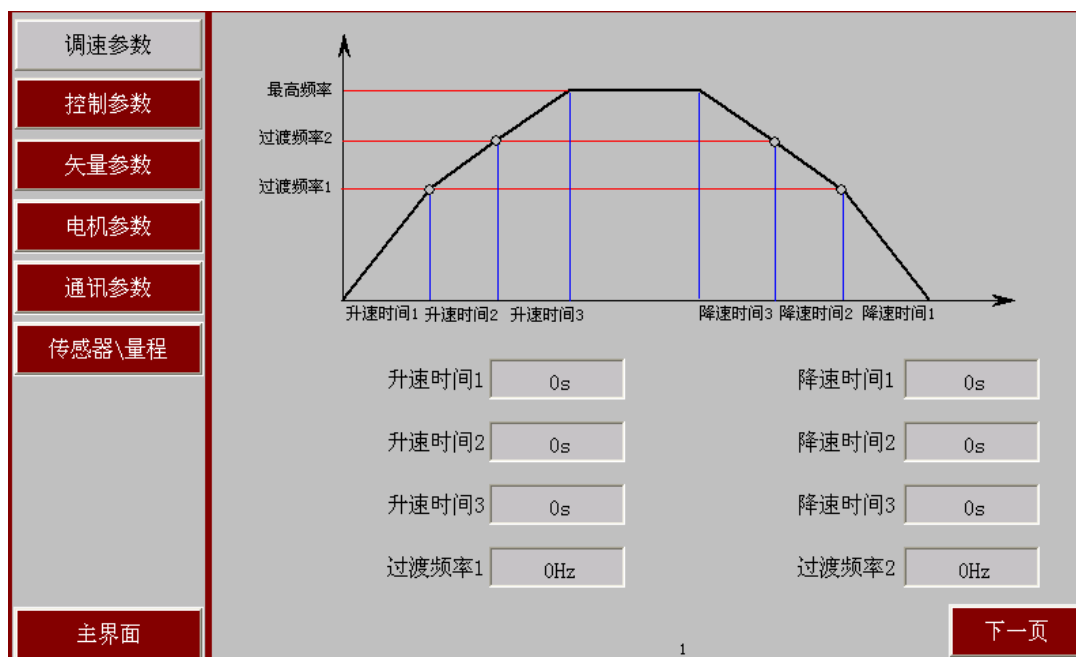 调速参数
控制参数
矢量参数
电机参数
通讯参数
传感器\量程
主界面
最高频率
过渡频率2
过渡频率1
升速时间1 升速时间2 升速时间3 降速时间3 降速时间2 降速时间1
升速时间1 0s 降速时间1 0s
升速时间2 0s 降速时间2 0s
升速时间3 0s 降速时间3 0s
过渡频率1 0Hz 过渡频率2 0Hz
下一页
1